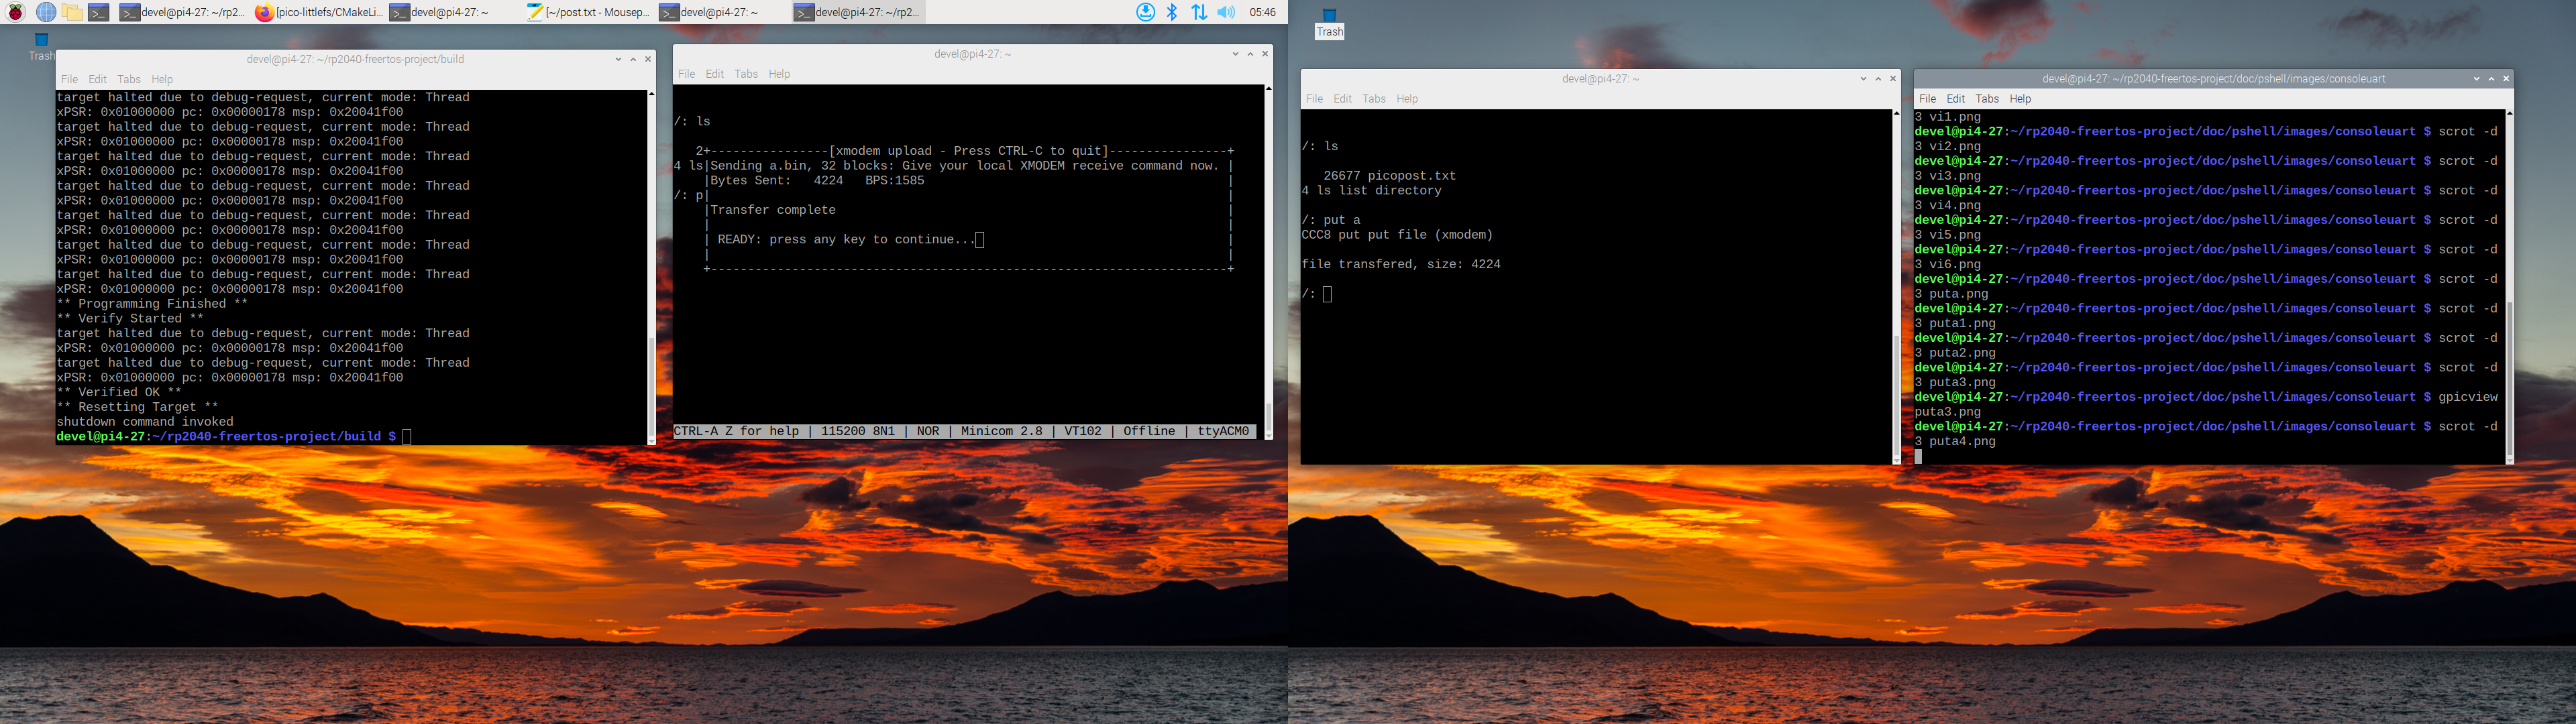 devel@pi4-27: ~/rp2...
[pico-littlefs/CMakeLi...
devel@pi4-27: ~
[~/post.txt - Mousep...
devel@pi4-27: ~
devel@pi4-27: ~/rp2...
05:46
Trash
devel@pi4-27: ~/rp2040-freertos-project/build
File Edit Tabs Help
target halted due to debug-request, current mode: Thread
xPSR: 0x01000000 pc: 0x00000178 msp: 0x20041f00
target halted due to debug-request, current mode: Thread
xPSR: 0x01000000 pc: 0x00000178 msp: 0x20041f00
target halted due to debug-request, current mode: Thread
xPSR: 0x01000000 pc: 0x00000178 msp: 0x20041f00
target halted due to debug-request, current mode: Thread
xPSR: 0x01000000 pc: 0x00000178 msp: 0x20041f00
target halted due to debug-request, current mode: Thread
xPSR: 0x01000000 pc: 0x00000178 msp: 0x20041f00
target halted due to debug-request, current mode: Thread
xPSR: 0x01000000 pc: 0x00000178 msp: 0x20041f00
target halted due to debug-request, current mode: Thread
xPSR: 0x01000000 pc: 0x00000178 msp: 0x20041f00
** Programming Finished **
** Verify Started **
target halted due to debug-request, current mode: Thread
xPSR: 0x01000000 pc: 0x00000178 msp: 0x20041f00
target halted due to debug-request, current mode: Thread
xPSR: 0x01000000 pc: 0x00000178 msp: 0x20041f00
** Verified OK **
** Resetting Target **
shutdown command invoked
devel@pi4-27:~/rp2040-freertos-project/build $
devel@pi4-27: ~
File Edit Tabs Help
/: ls
2+----------------[xmodem upload - Press CTRL-C to quit]----------------+
4 ls|Sending a.bin, 32 blocks: Give your local XMODEM receive command now. |
|Bytes Sent:   4224   BPS:1585 |
/: p| |
|Transfer complete |
| |
| READY: press any key to continue... |
| |
+----------------------------------------------------------------------+
CTRL-A Z for help | 115200 8N1 | NOR | Minicom 2.8 | VT102 | Offline | ttyACM0
Trash
devel@pi4-27: ~
File Edit Tabs Help
/: ls
26677 picopost.txt
4 ls list directory
/: put a
CCC8 put put file (xmodem)
file transfered, size: 4224
/:
devel@pi4-27: ~/rp2040-freertos-project/doc/pshell/images/consoleuart
File Edit Tabs Help
3 vi1.png
devel@pi4-27:~/rp2040-freertos-project/doc/pshell/images/consoleuart $ scrot -d
3 vi2.png
devel@pi4-27:~/rp2040-freertos-project/doc/pshell/images/consoleuart $ scrot -d
3 vi3.png
devel@pi4-27:~/rp2040-freertos-project/doc/pshell/images/consoleuart $ scrot -d
3 vi4.png
devel@pi4-27:~/rp2040-freertos-project/doc/pshell/images/consoleuart $ scrot -d
3 vi5.png
devel@pi4-27:~/rp2040-freertos-project/doc/pshell/images/consoleuart $ scrot -d
3 vi6.png
devel@pi4-27:~/rp2040-freertos-project/doc/pshell/images/consoleuart $ scrot -d
3 puta.png
devel@pi4-27:~/rp2040-freertos-project/doc/pshell/images/consoleuart $ scrot -d
3 puta1.png
devel@pi4-27:~/rp2040-freertos-project/doc/pshell/images/consoleuart $ scrot -d
3 puta2.png
devel@pi4-27:~/rp2040-freertos-project/doc/pshell/images/consoleuart $ scrot -d
3 puta3.png
devel@pi4-27:~/rp2040-freertos-project/doc/pshell/images/consoleuart $ gpicview
puta3.png
devel@pi4-27:~/rp2040-freertos-project/doc/pshell/images/consoleuart $ scrot -d
3 puta4.png